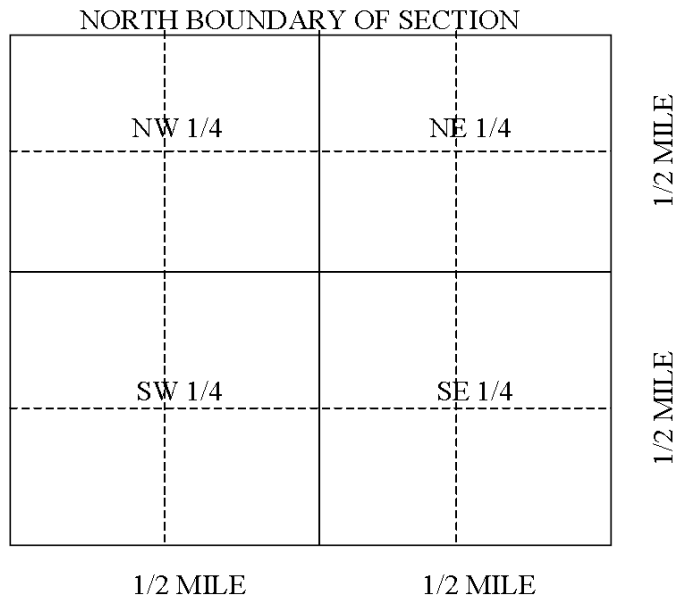 NORTH BOUNDARY OF SECTION
NW 1/4
NE 1/4
1/2 MILE
SW 1/4
SE 1/4
1/2 MILE
1/2 MILE
1/2 MILE